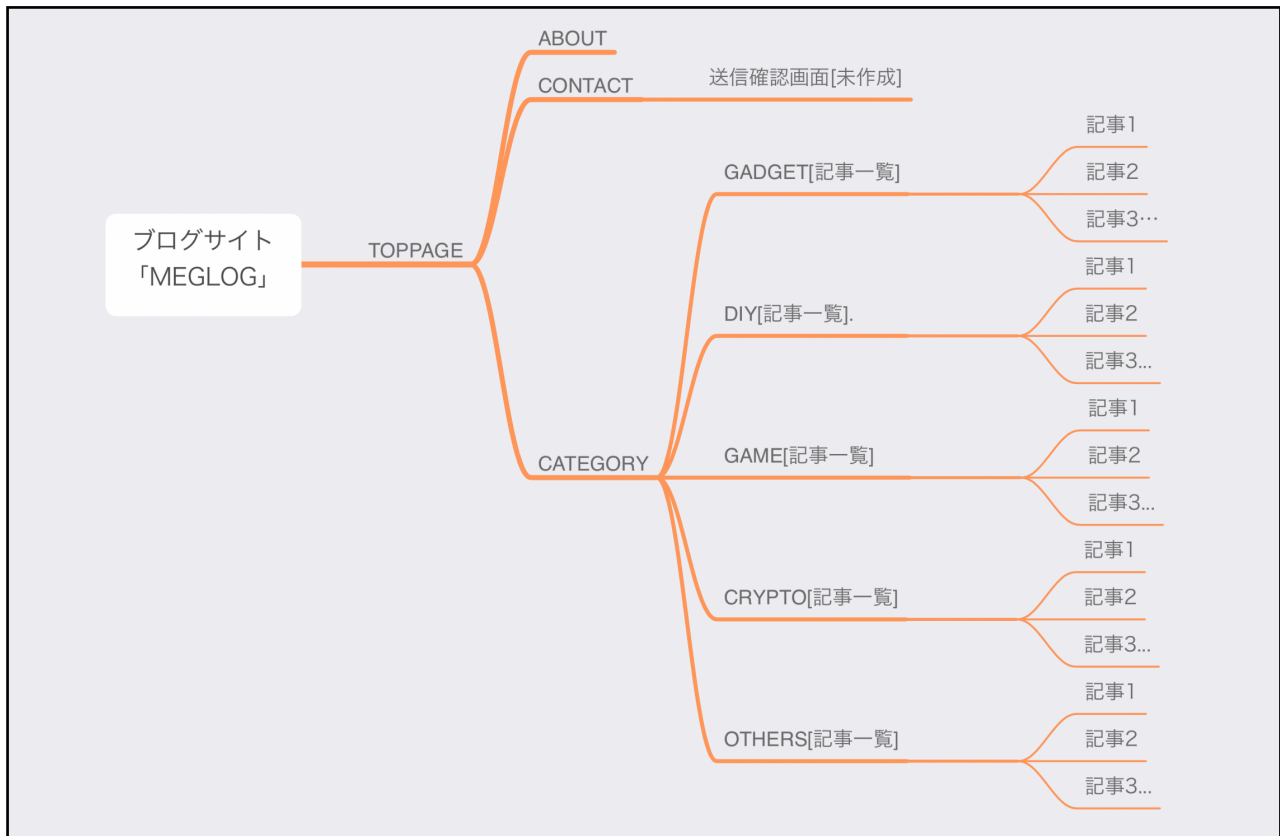 ブログサイト
「MEGLOG」
TOPPAGE
ABOUT
CONTACT
送信確認画面[未作成]
CATEGORY
GADGET[記事一覧]
記事1
記事2
記事3…
DIY[記事一覧].
記事1
記事2
記事3...
GAME[記事一覧]
記事1
記事2
記事3...
CRYPTO[記事一覧]
記事1
記事2
記事3...
OTHERS[記事一覧]
記事1
記事2
記事3...